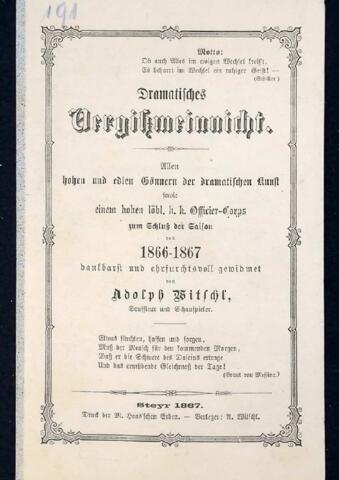 191
Motto:
Ob auch Alles im ewigen Wechsel kreist,
Es beharrt im Wechsel ein ruhiger Geist! —
(Schiller.)
Dramatisches
Vergißmeinnicht.
Allen
hohen und edlen Gönnern der dramatischen Kunst
sowie
einem hohen löbl. k. k. Officier-Corps
zum Schluß der Saison
von
1866-1867
dankbarst und ehrfurchtsvoll gewidmet
von
Adolph Witschl,
Souffleur und Schauspieler.
Etwas fürchten, hoffen und sorgen,
Muß der Mensch für den kommenden Morgen,
Daß er die Schwere des Daseins ertrage
Und das ermüdende Gleichmaß der Tage!
(Braut von Messina.)
Steyr 1867.
Druck der M. Haas'schen Erben. — Verleger: A. Witschl.